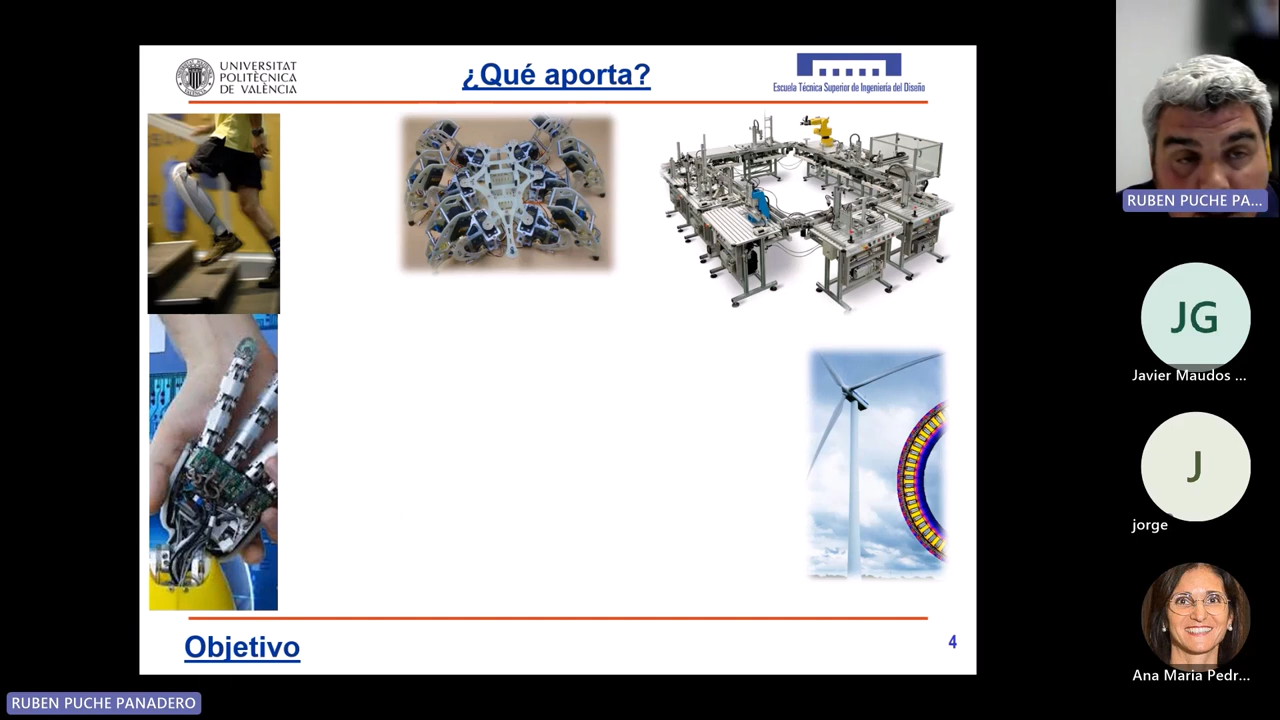 UNIVERSITAT
POLITÈCNICA
DE VALÈNCIA
¿Qué aporta?
Escuela Técnica Superior de Ingeniería del Diseño
Objetivo
4
RUBEN PUCHE PA...
JG
Javier Maudos ...
J
jorge
Ana Maria Pedr...
RUBEN PUCHE PANADERO